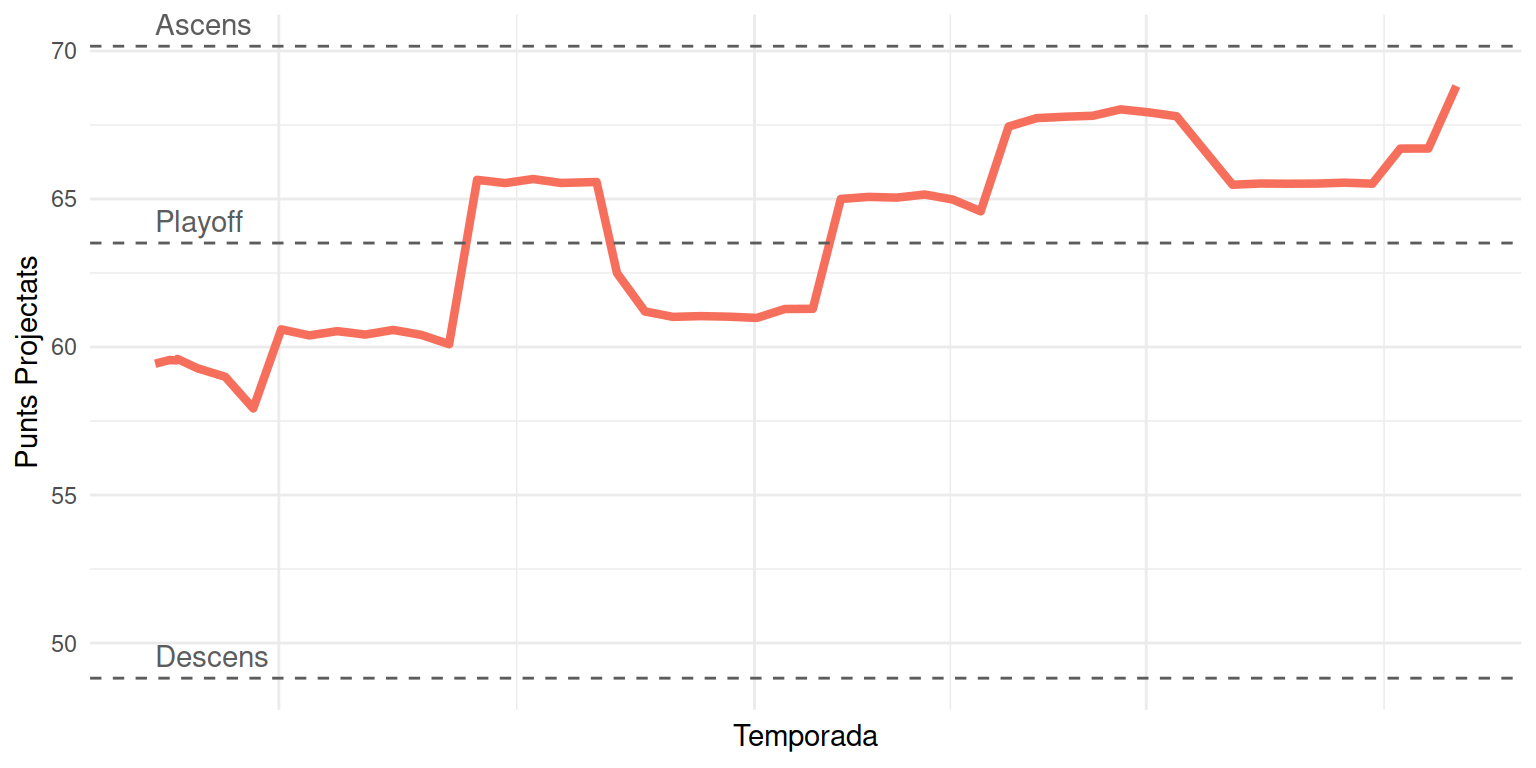 Ascens
70
65
Playoff
Punts Projectats
60
55
50
Descens
Temporada